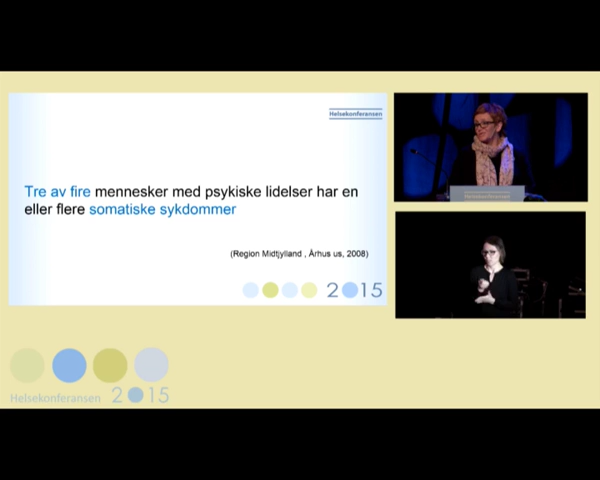 Helsekonferansen
Tre av fire mennesker med psykiske lidelser har en
eller flere somatiske sykdommer
(Region Midtjylland , Århus us, 2008)
2015
Helsekonferansen
Helsekonferansen 2015